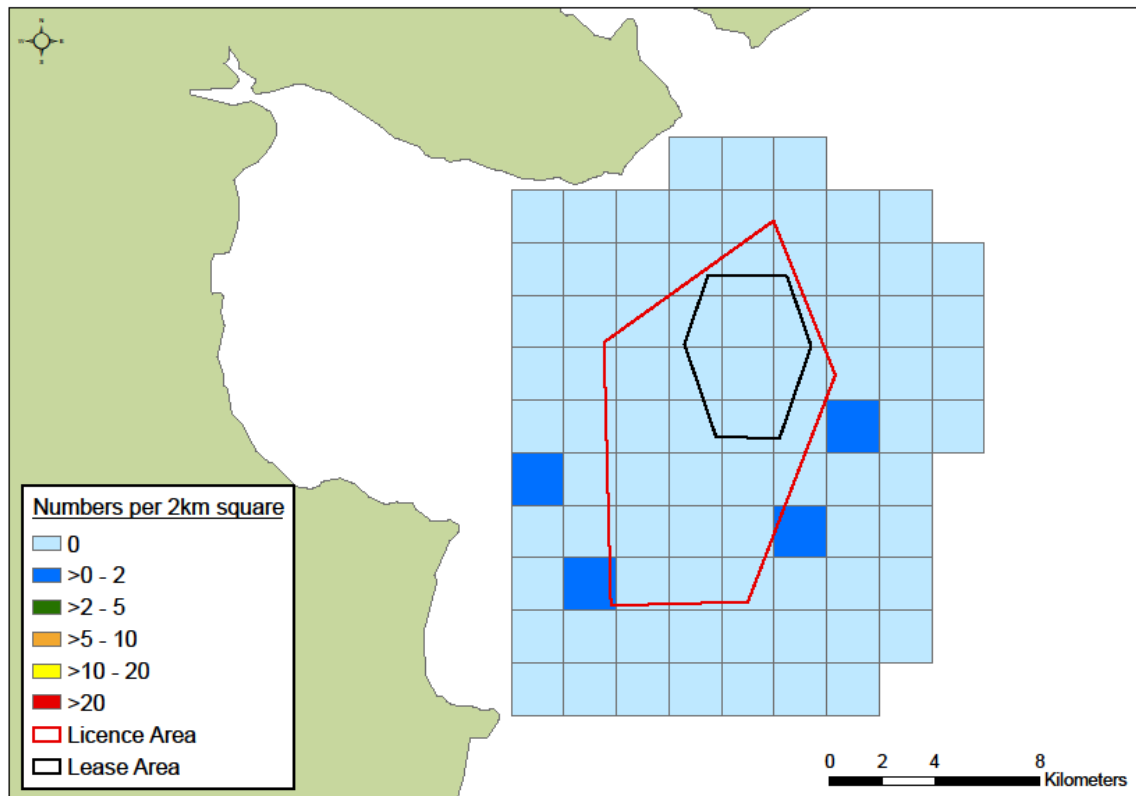 N
W E
S
Numbers per 2km square
0
>0 - 2
>2 - 5
>5 - 10
>10 - 20
>20
Licence Area
Lease Area
0 2 4 8
Kilometers